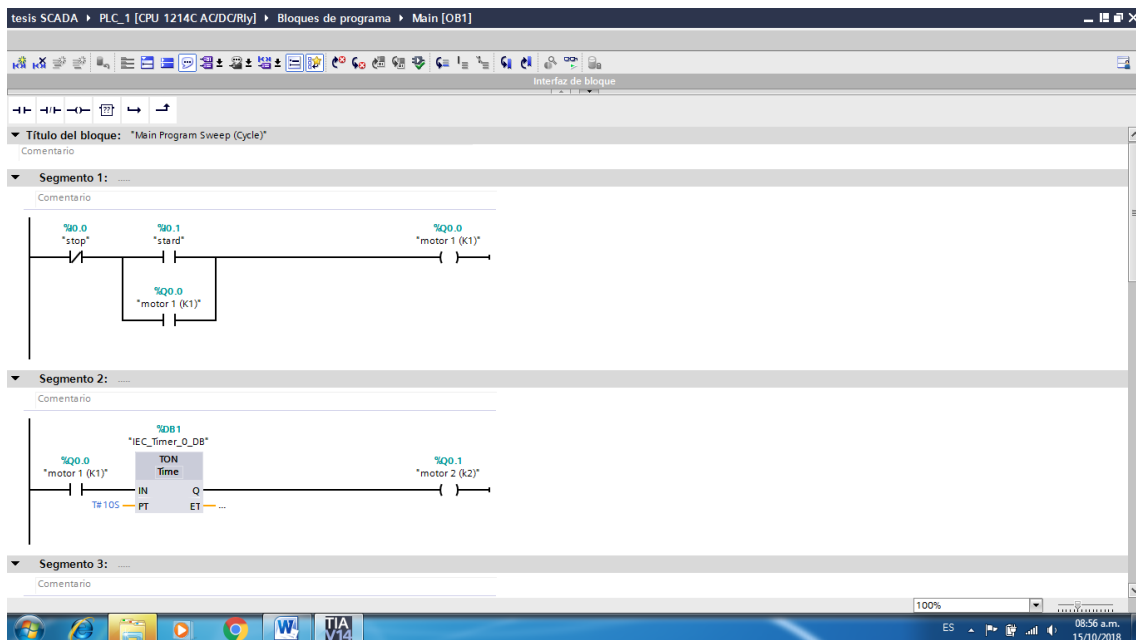 tesis SCADA ▸ PLC_1 [CPU 1214C AC/DC/Rly] ▸ Bloques de programa ▸ Main [OB1]
Interfaz de bloque
??
Título del bloque: "Main Program Sweep (Cycle)"
Comentario
Segmento 1: .....
Comentario
%I0.0 %I0.1 %Q0.0
"stop" "stard" "motor 1 (K1)"
%Q0.0
"motor 1 (K1)"
Segmento 2: .....
Comentario
%DB1
"IEC_Timer_0_DB"
%Q0.0 TON %Q0.1
"motor 1 (K1)" Time "motor 2 (k2)"
IN Q
T#10S PT ET ...
Segmento 3: .....
Comentario
100%
W TIA V14 ES 08:56 a.m.
15/10/2018